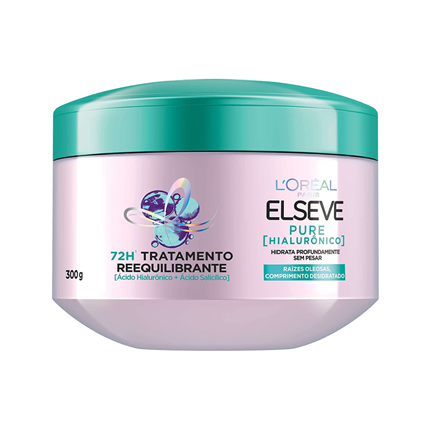 L'ORÉAL
PARIS
ELSEVE
PURE
[HIALURÔNICO]
HIDRATA PROFUNDAMENTE
SEM PESAR
RAÍZES OLEOSAS,
COMPRIMENTO DESIDRATADO
72H* TRATAMENTO
REEQUILIBRANTE
[Ácido Hialurônico + Ácido Salicílico]
300g